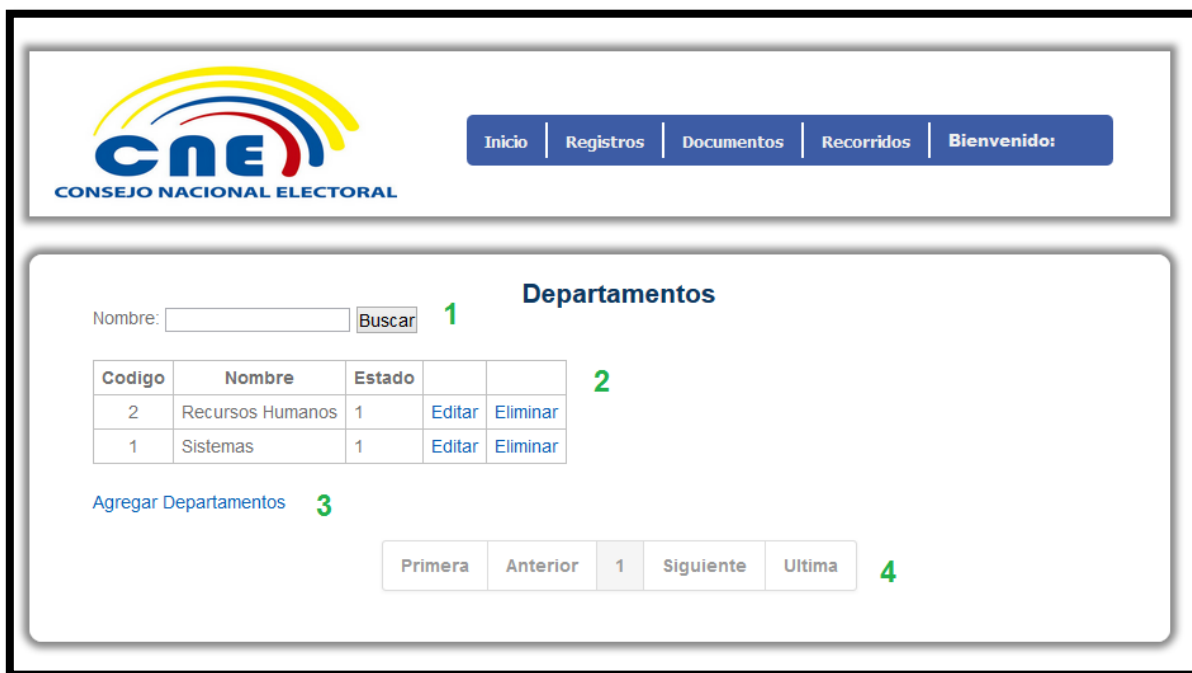 CNE
CONSEJO NACIONAL ELECTORAL
Inicio Registros Documentos Recorridos Bienvenido:
Departamentos
Nombre: Buscar 1
Codigo Nombre Estado 2
2 Recursos Humanos 1 Editar Eliminar
1 Sistemas 1 Editar Eliminar
Agregar Departamentos 3
Primera Anterior 1 Siguiente Ultima 4